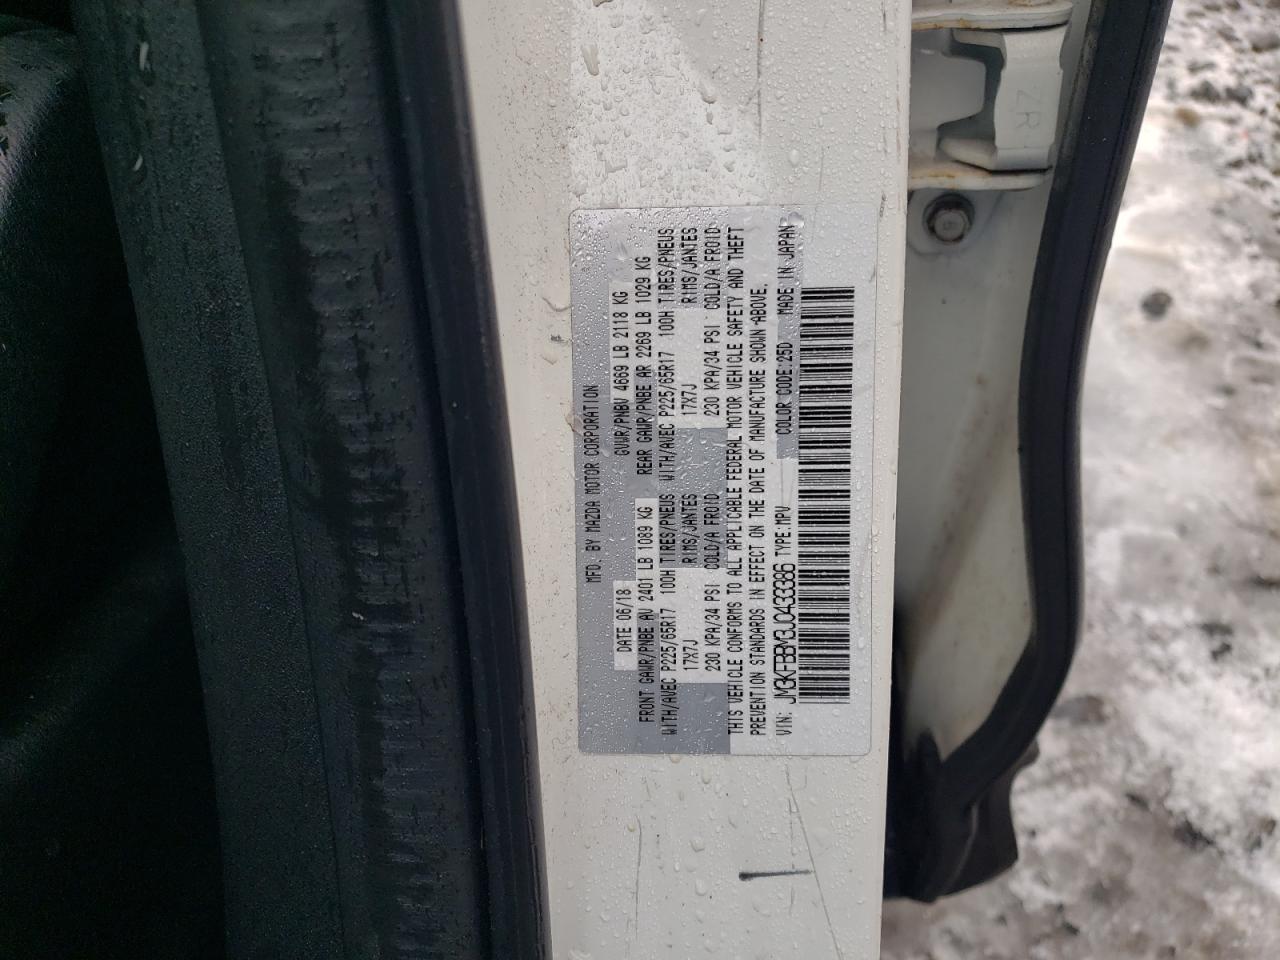 MFD. BY MAZDA MOTOR CORPORATION
DATE 06/18 GVWR/PNBV 4669 LB 2118 KG
FRONT GAWR/PNBE AV 2401 LB 1089 KG REAR GAWR/PNBE AR 2269 LB 1029 KG
WITH/AVEC P225/65R17 100H TIRES/PNEUS WITH/AVEC P225/65R17 100H TIRES/PNEUS
17X7J RIMS/JANTES 17X7J RIMS/JANTES
230 KPA/34 PSI COLD/A FROID 230 KPA/34 PSI COLD/A FROID
THIS VEHICLE CONFORMS TO ALL APPLICABLE FEDERAL MOTOR VEHICLE SAFETY AND THEFT
PREVENTION STANDARDS IN EFFECT ON THE DATE OF MANUFACTURE SHOWN ABOVE.
VIN: JM3KFBBM3J0433386 TYPE:MPV COLOR CODE:25D MADE IN JAPAN
ZR